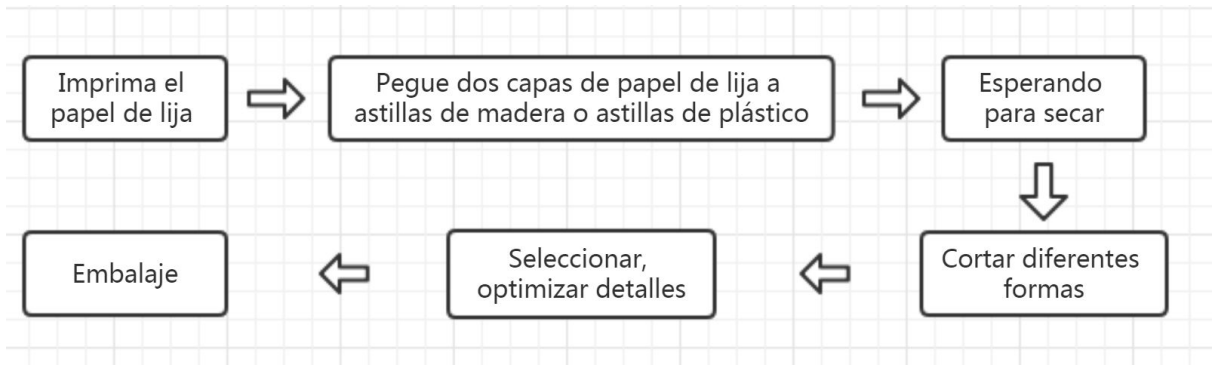 Imprima el
papel de lija
Pegue dos capas de papel de lija a
astillas de madera o astillas de plástico
Esperando
para secar
Cortar diferentes
formas
Seleccionar,
optimizar detalles
Embalaje